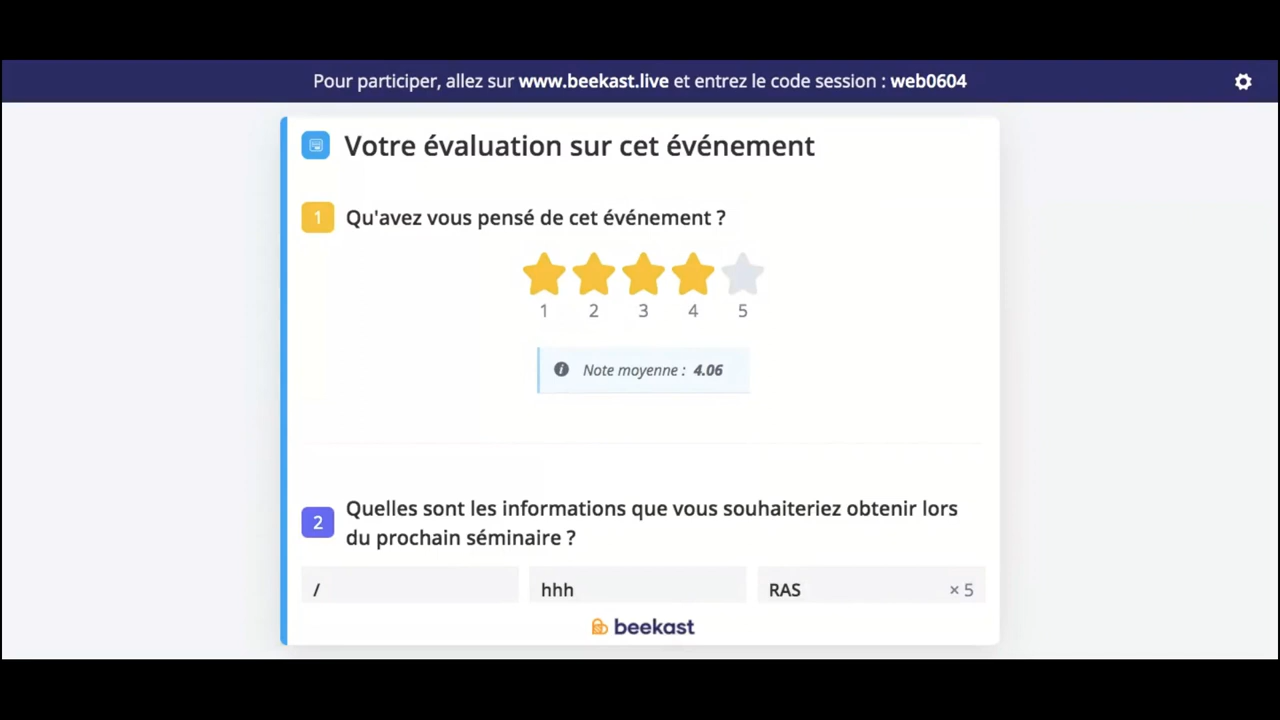 Pour participer, allez sur www.beekast.live et entrez le code session : web0604
Votre évaluation sur cet événement
1 Qu'avez vous pensé de cet événement ?
1 2 3 4 5
Note moyenne : 4.06
2 Quelles sont les informations que vous souhaiteriez obtenir lors
du prochain séminaire ?
/ hhh RAS × 5
beekast